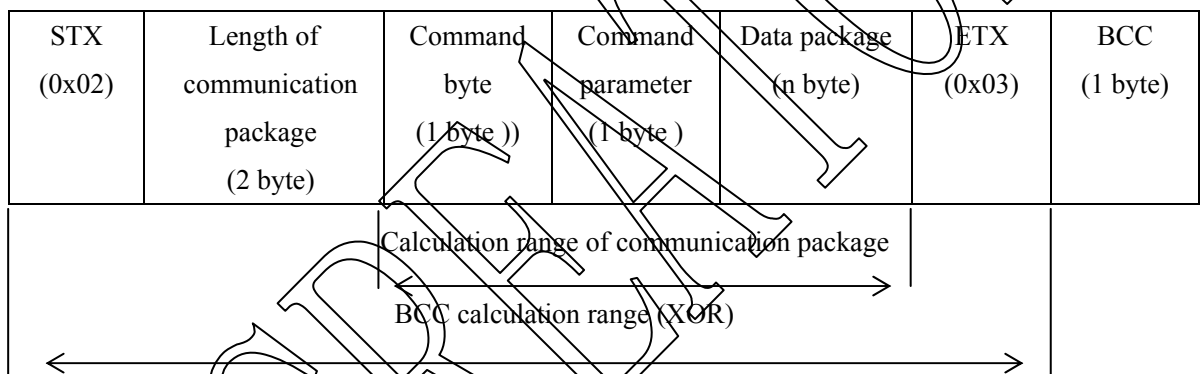 STX
(0x02)
Length of
communication
package
(2 byte)
Command
byte
(1 byte ))
Command
parameter
(1 byte )
Data package
(n byte)
ETX
(0x03)
BCC
(1 byte)
Calculation range of communication package
BCC calculation range (XOR)